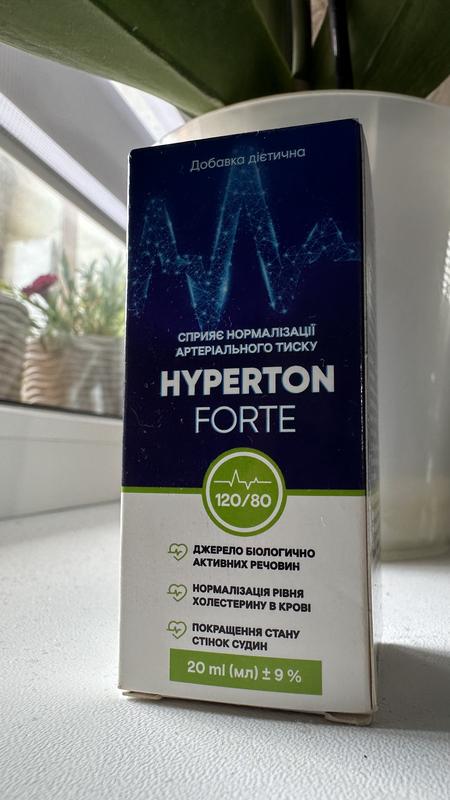 Добавка дієтична
СПРИЯЄ НОРМАЛІЗАЦІЇ
АРТЕРІАЛЬНОГО ТИСКУ
HYPERTON
FORTE
120/80
ДЖЕРЕЛО БІОЛОГИЧНО
АКТИВНИХ РЕЧОВИН
НОРМАЛІЗАЦІЯ РІВНЯ
ХОЛЕСТЕРИНУ В КРОВІ
ПОКРАЩЕННЯ СТАНУ
СТІНОК СУДИН
20 ml (мл) ± 9 %